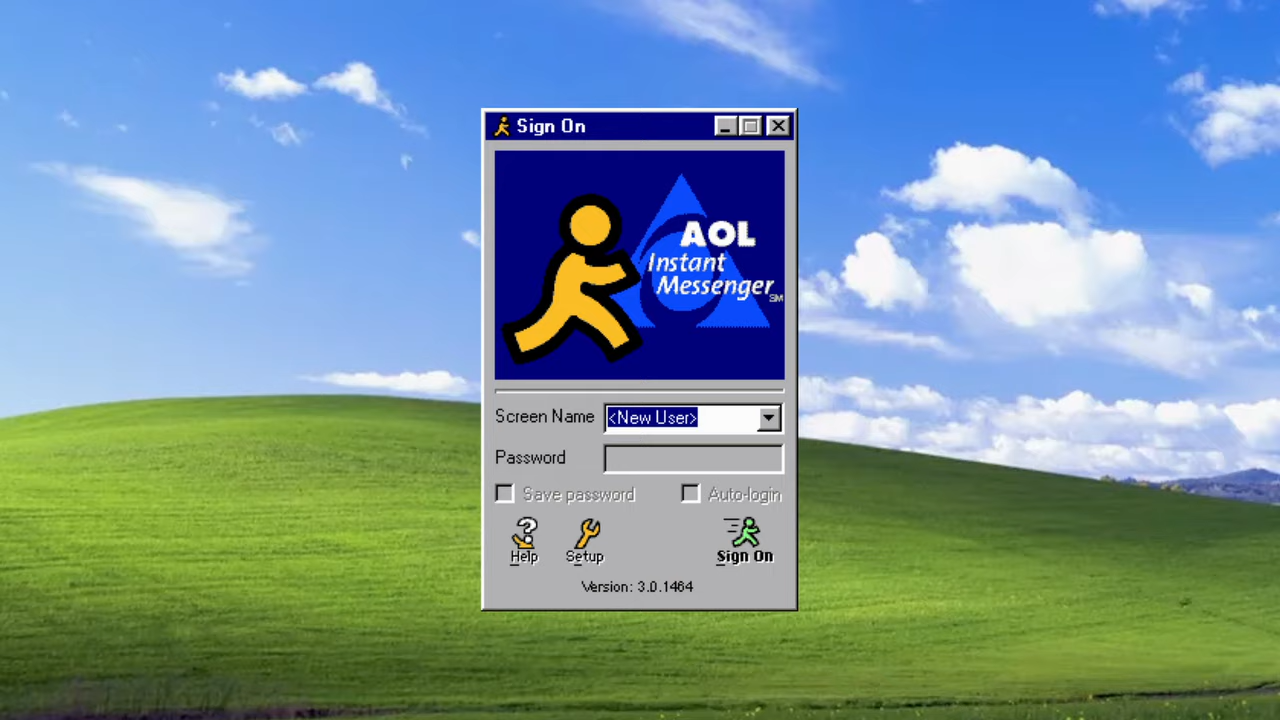 Sign On
AOL
Instant
Messenger
SM
Screen Name <New User>
Password
Save password Auto-login
Help Setup Sign On
Version: 3.0.1464